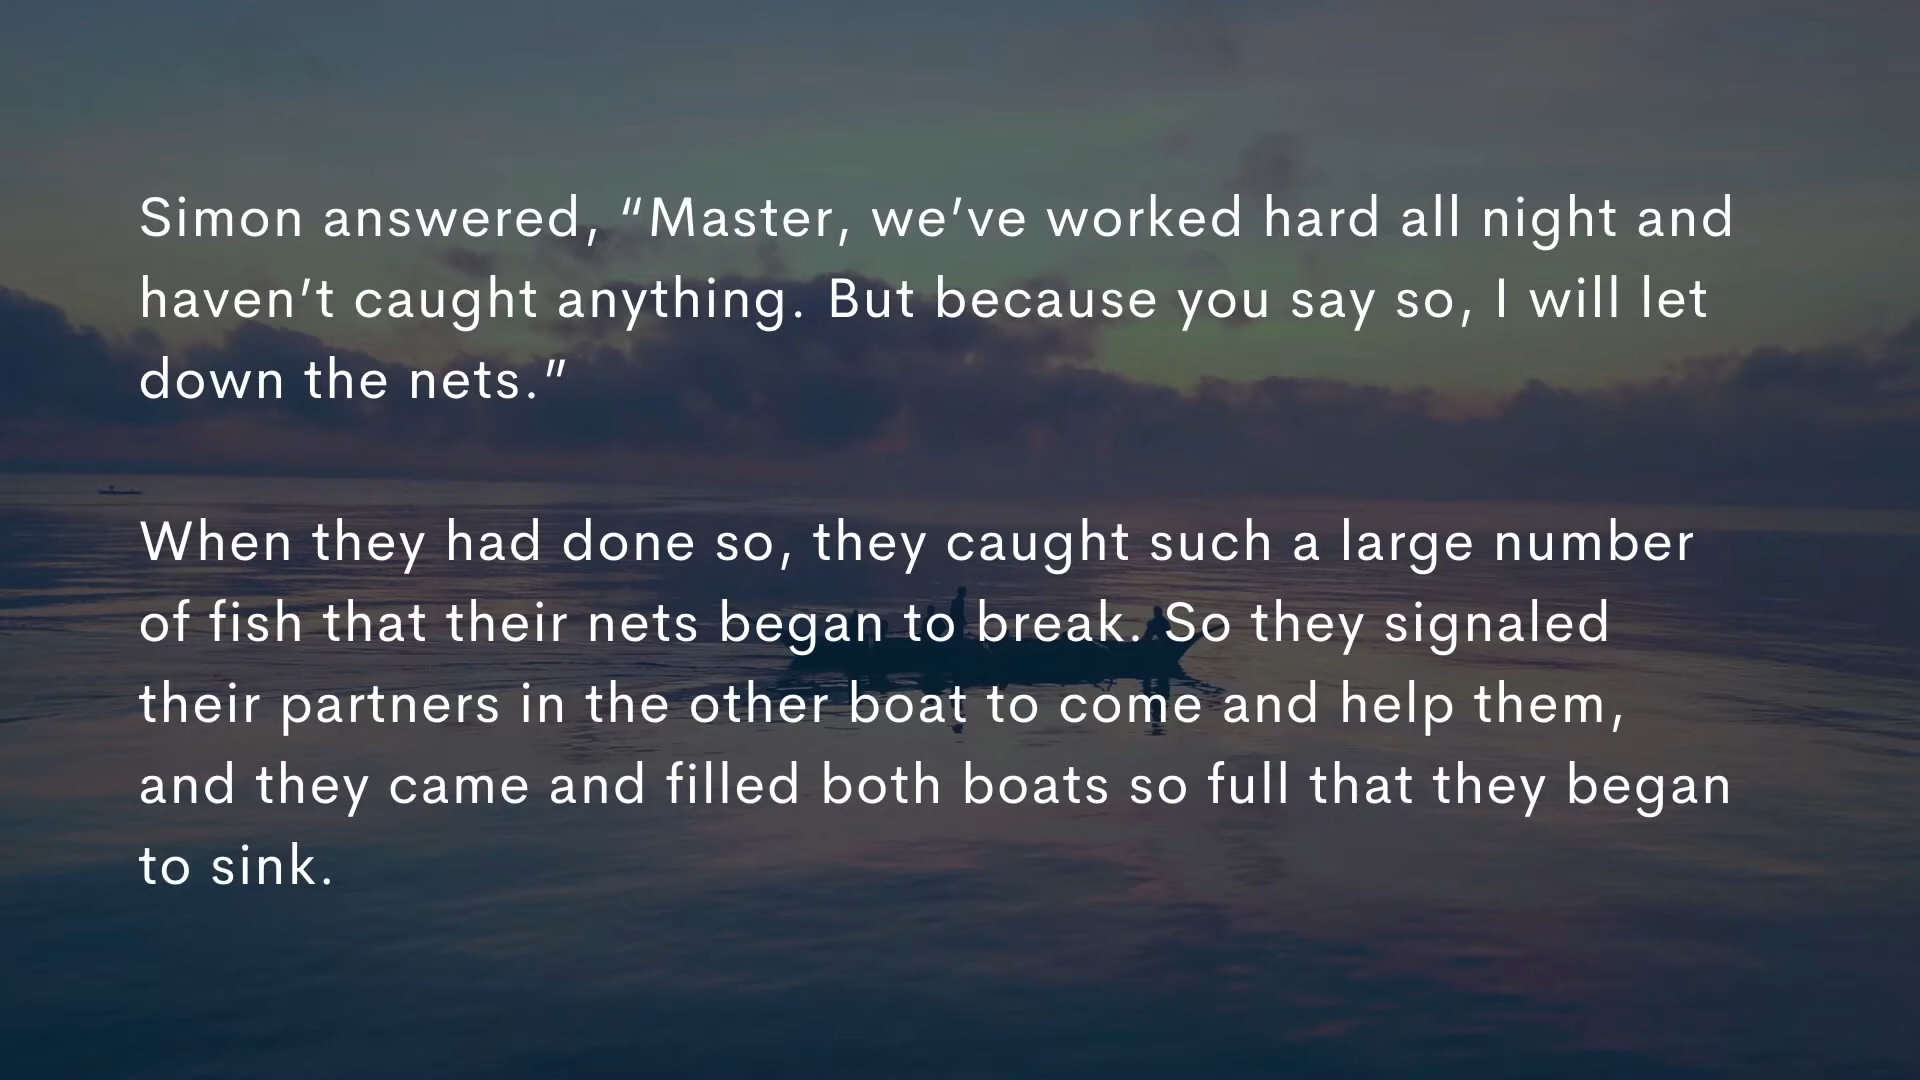 Simon answered, “Master, we’ve worked hard all night and
haven’t caught anything. But because you say so, I will let
down the nets.”
When they had done so, they caught such a large number
of fish that their nets began to break. So they signaled
their partners in the other boat to come and help them,
and they came and filled both boats so full that they began
to sink.